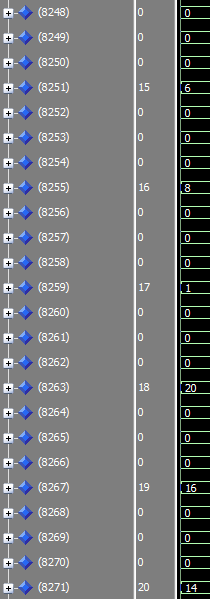 (8248) 0 0
(8249) 0 0
(8250) 0 0
(8251) 15 6
(8252) 0 0
(8253) 0 0
(8254) 0 0
(8255) 16 8
(8256) 0 0
(8257) 0 0
(8258) 0 0
(8259) 17 1
(8260) 0 0
(8261) 0 0
(8262) 0 0
(8263) 18 20
(8264) 0 0
(8265) 0 0
(8266) 0 0
(8267) 19 16
(8268) 0 0
(8269) 0 0
(8270) 0 0
(8271) 20 14